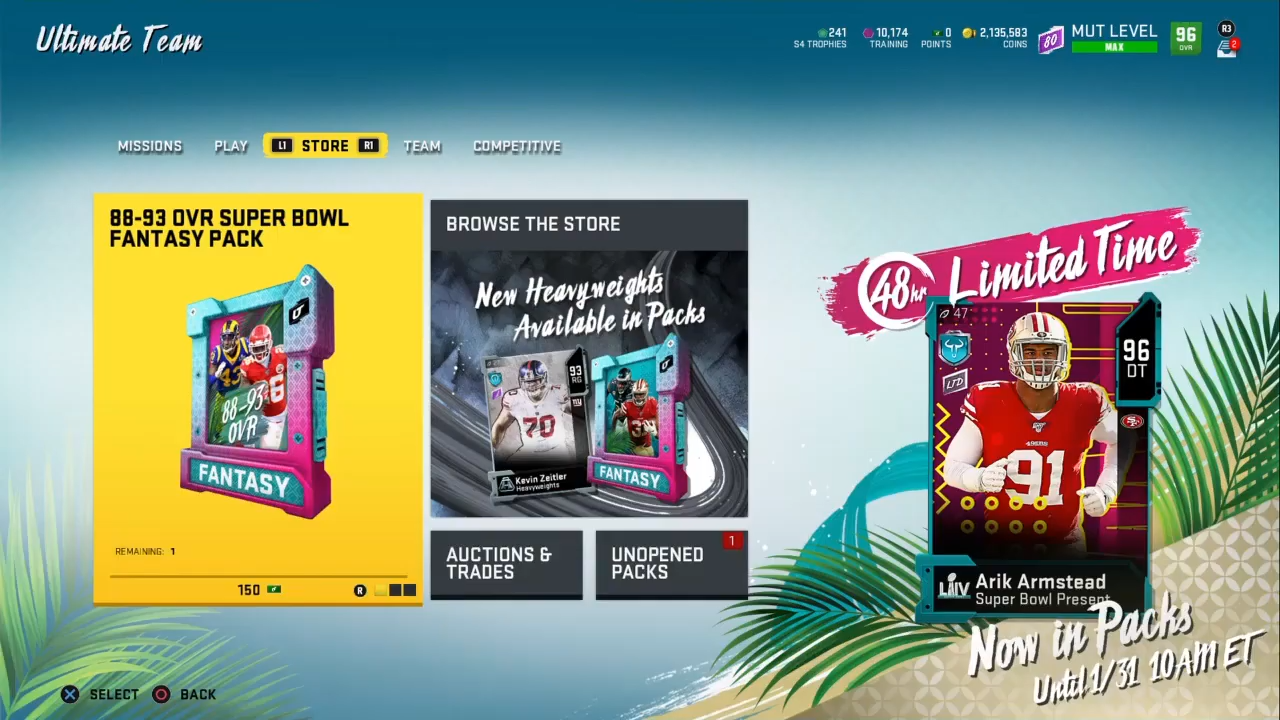 Ultimate Team
241
S4 TROPHIES
10,174
TRAINING
0
POINTS
2,135,583
COINS
80
MUT LEVEL
MAX
96
OVR
R3
2
MISSIONS
PLAY
L1 STORE R1
TEAM
COMPETITIVE
88-93 OVR SUPER BOWL
FANTASY PACK
88-93
OVR
FANTASY
REMAINING: 1
150
R
BROWSE THE STORE
New Heavyweights
Available in Packs
93
RG
70
Kevin Zeitler
Heavyweights
FANTASY
AUCTIONS &
TRADES
UNOPENED
PACKS
1
48hr Limited Time
47
LTD
96
DT
49ERS
91
LIV
Arik Armstead
Super Bowl Present
Now in Packs
Until 1/31 10AM ET
SELECT
BACK